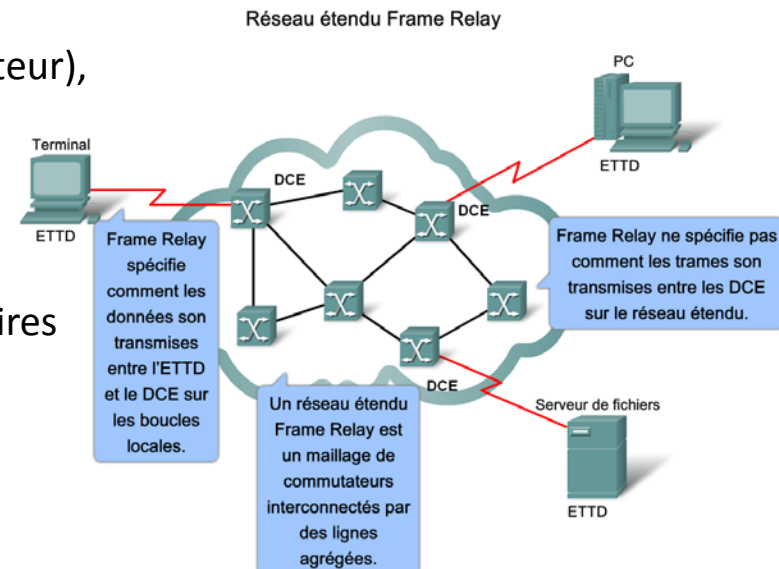 Réseau étendu Frame Relay
teur),
PC
Terminal
DCE
ETTD
DCE
ETTD
Frame Relay
spécifie
comment les
données son
transmises
entre l'ETTD
et le DCE sur
les boucles
locales.
Frame Relay ne spécifie pas
comment les trames son
transmises entre les DCE
sur le réseau étendu.
ires
DCE
Un réseau étendu
Frame Relay est
un maillage de
commutateurs
interconnectés par
des lignes
agrégées.
Serveur de fichiers
ETTD